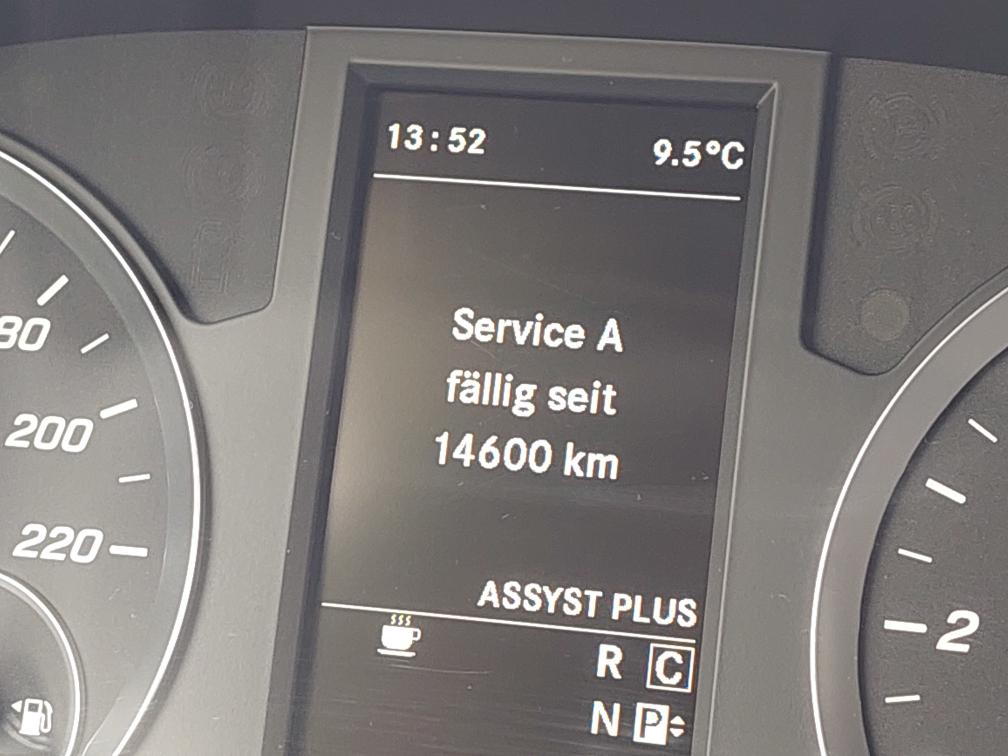 13:52 9.5°C
Service A
fällig seit
14600 km
ASSYST PLUS
R C
N P
80
200
220
2